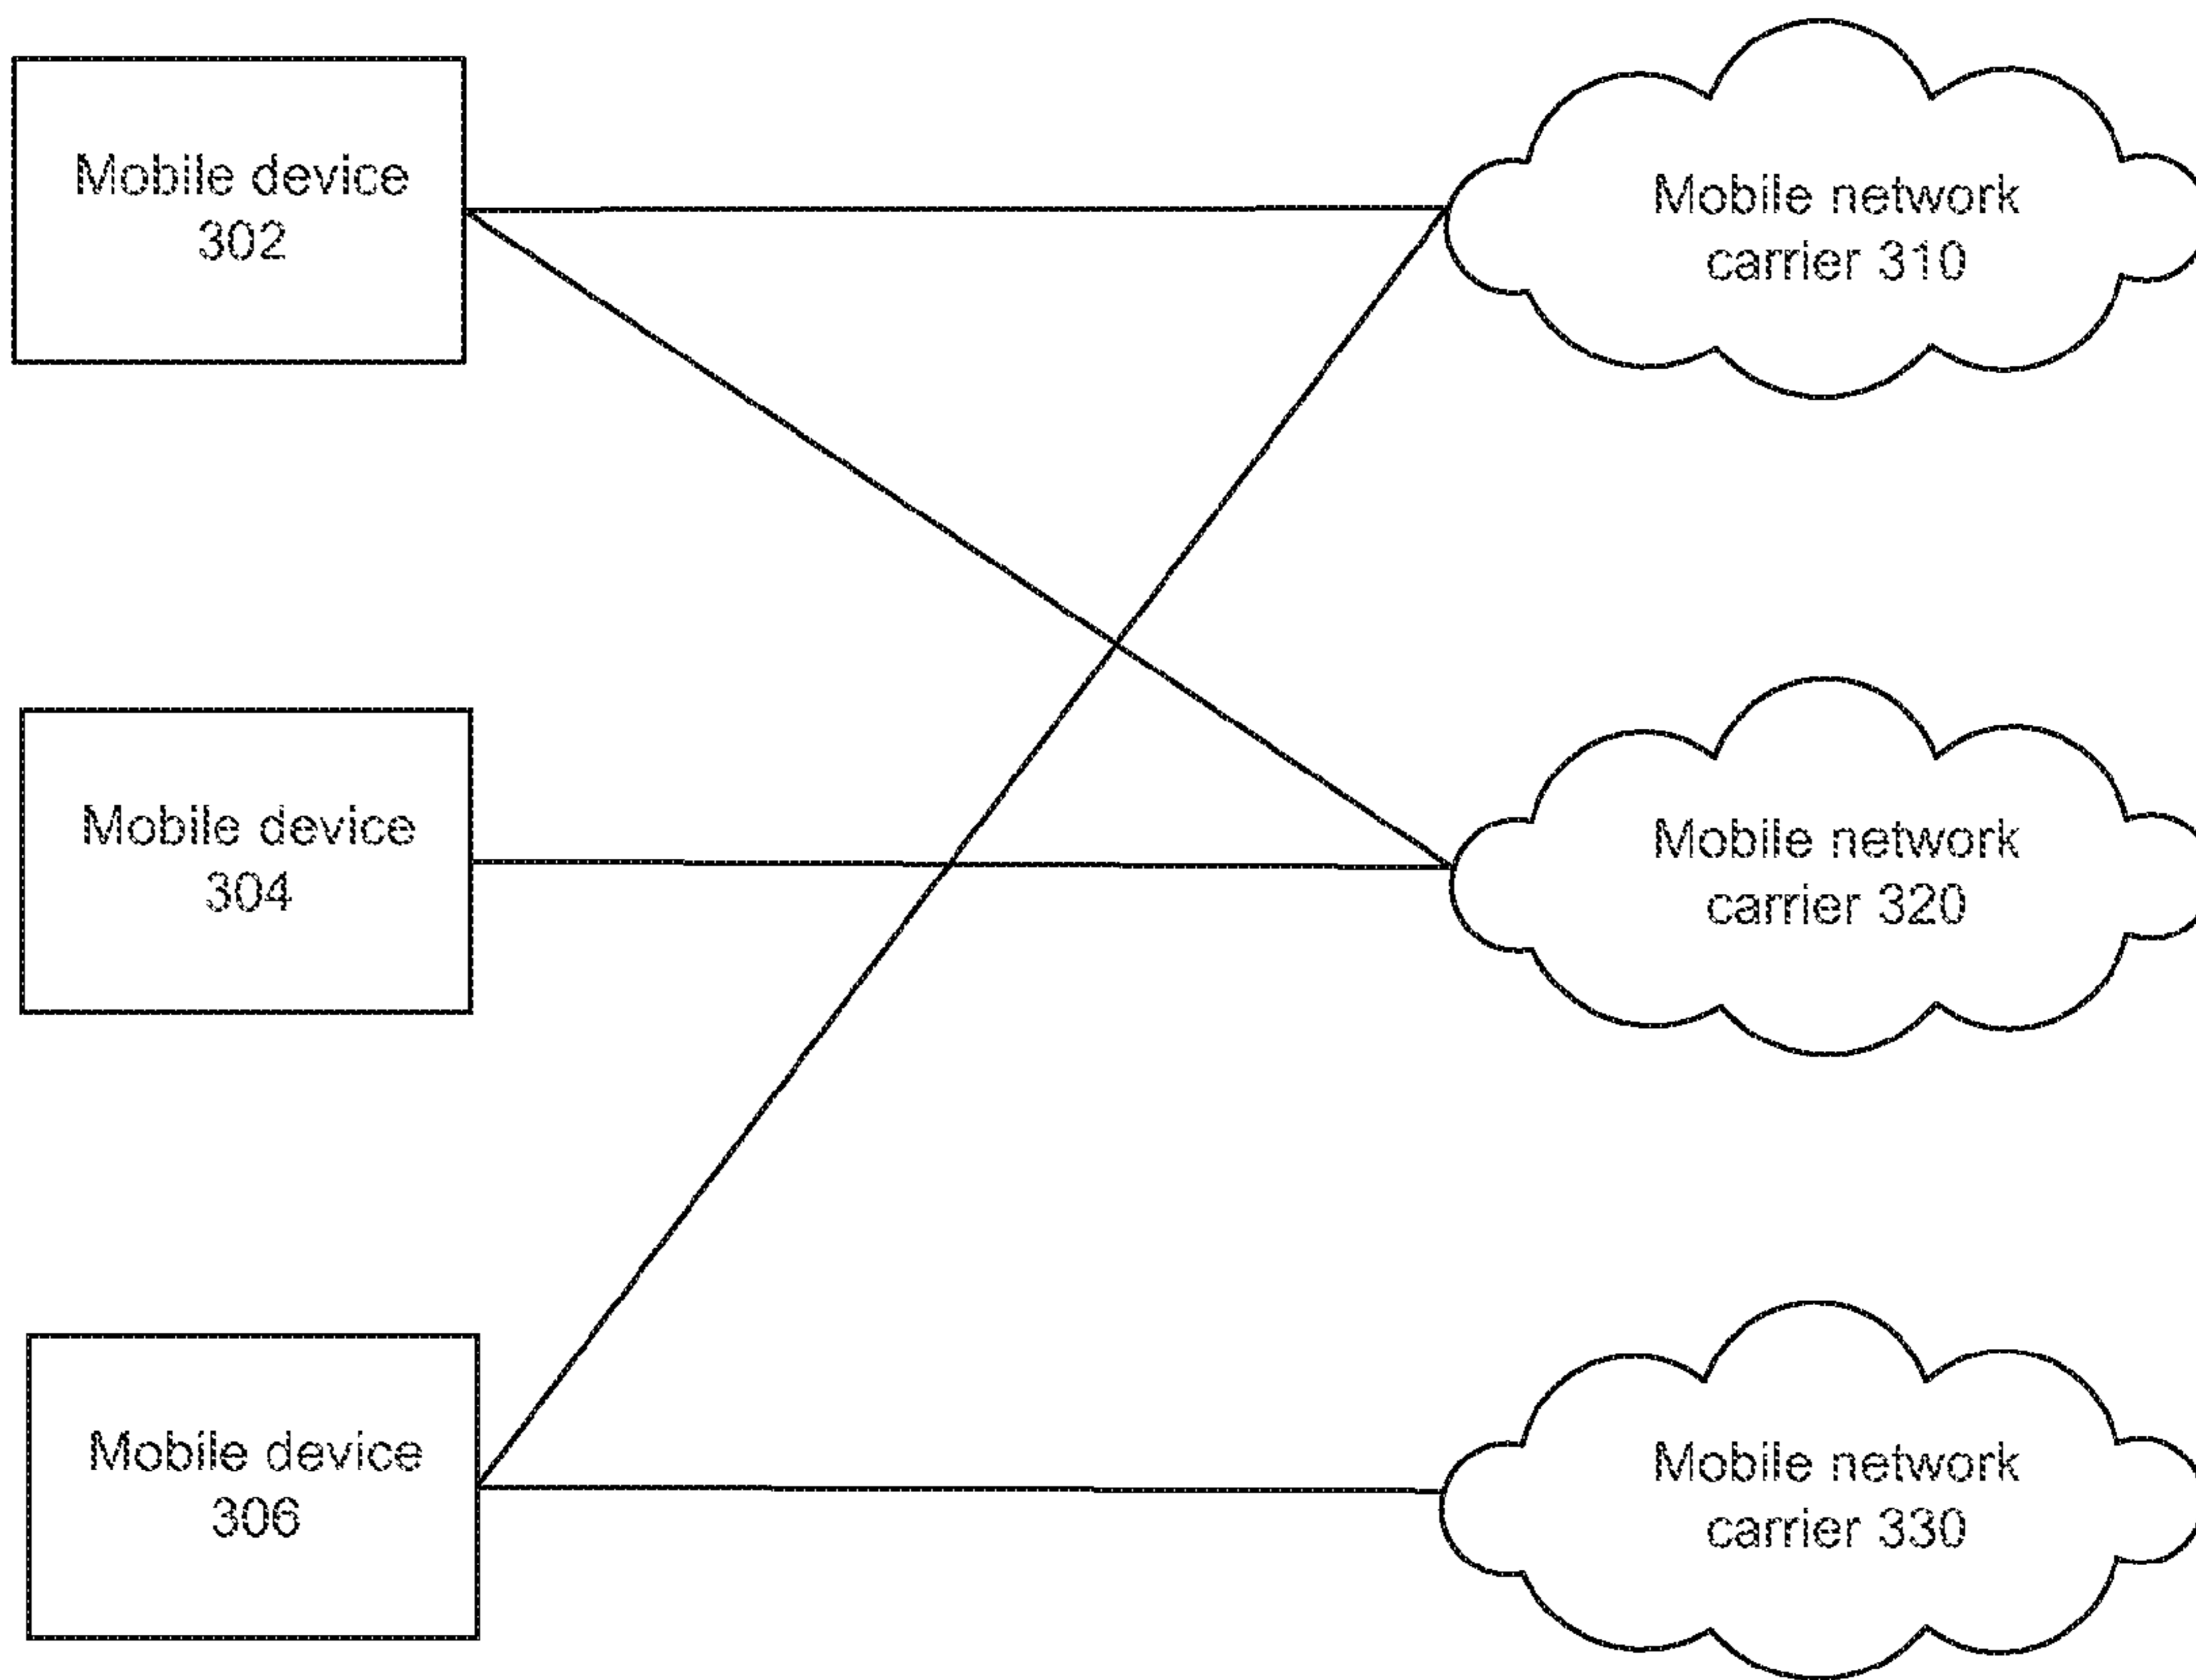 Mobile device
302
Mobile network
carrier 310
Mobile device
304
Mobile network
carrier 320
Mobile device
306
Mobile network
carrier 330